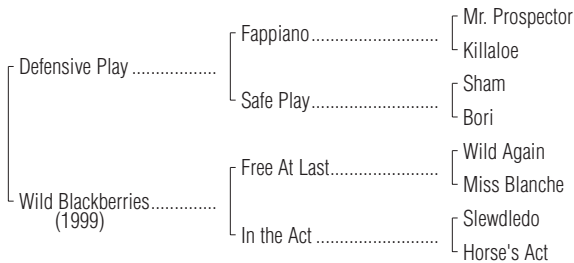 Mr. Prospector
Fappiano..............................
Killaloe
Defensive Play ..................
Sham
Safe Play..............................
Bori
Wild Again
Free At Last..........................
Miss Blanche
Wild Blackberries..............
(1999)
Slewdledo
In the Act .............................
Horse's Act